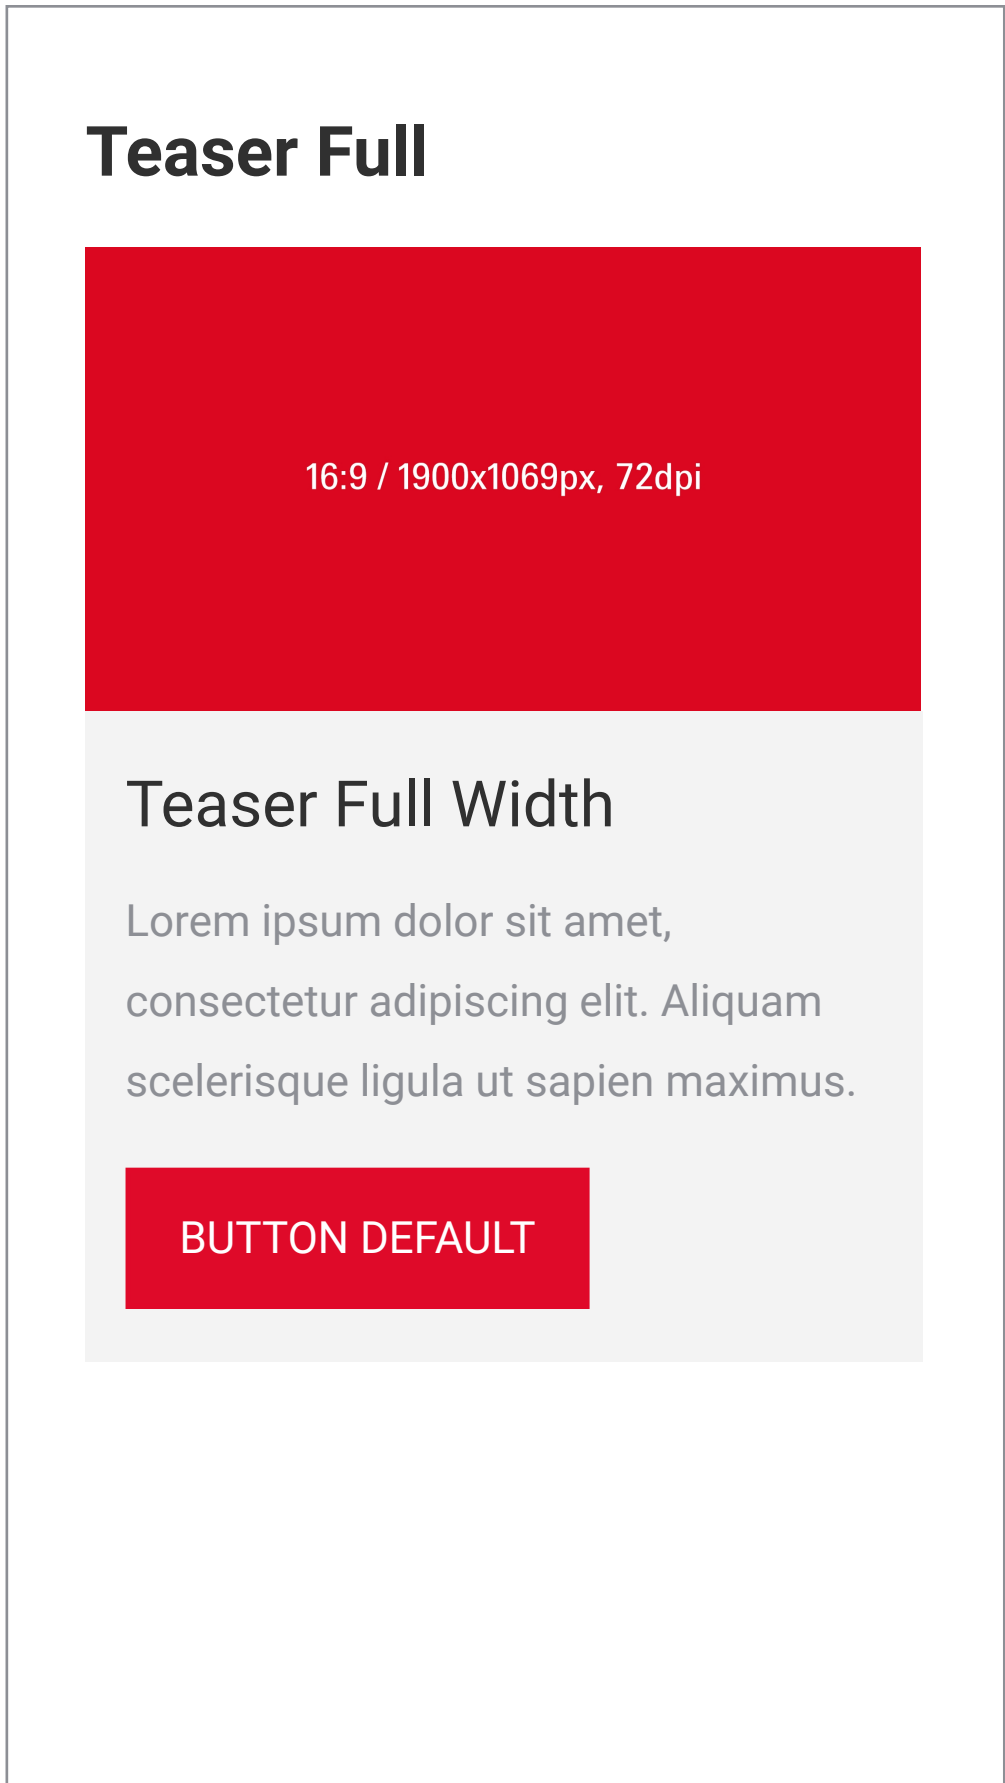 Teaser Full
16:9 / 1900x1069px, 72dpi
Teaser Full Width
Lorem ipsum dolor sit amet,
consectetur adipiscing elit. Aliquam
scelerisque ligula ut sapien maximus.
BUTTON DEFAULT